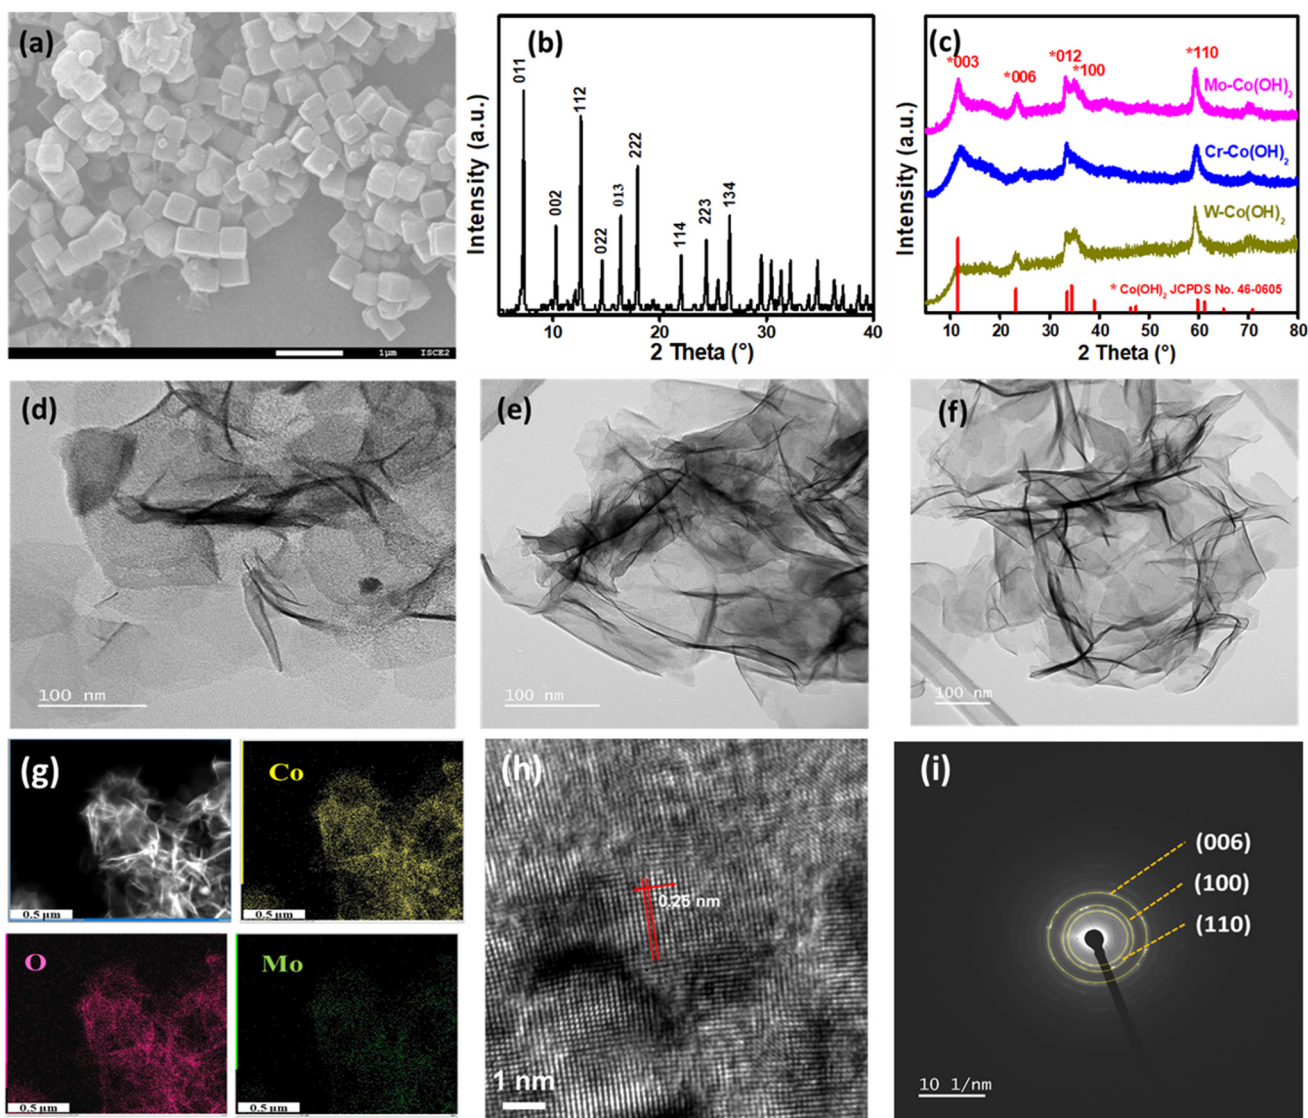 (a)
1μm ISCE2
(b)
Intensity (a.u.)
011
002
112
022
013
222
114
223
134
20
30
40
2 Theta (°)
(c)
Intensity (a.u.)
*003
*006
*012
*100
*110
Mo-Co(OH)2
Cr-Co(OH)2
W-Co(OH)2
* Co(OH)2 JCPDS No. 46-0605
10 20 30 40 50 60 70 80
2 Theta (°)
(d)
100 nm
(e)
100 nm
(f)
100 nm
(g)
0.5 μm
Co
0.5 μm
O
0.5 μm
Mo
0.5 μm
(h)
0.25 nm
1 nm
(i)
(006)
(100)
(110)
10 1/nm